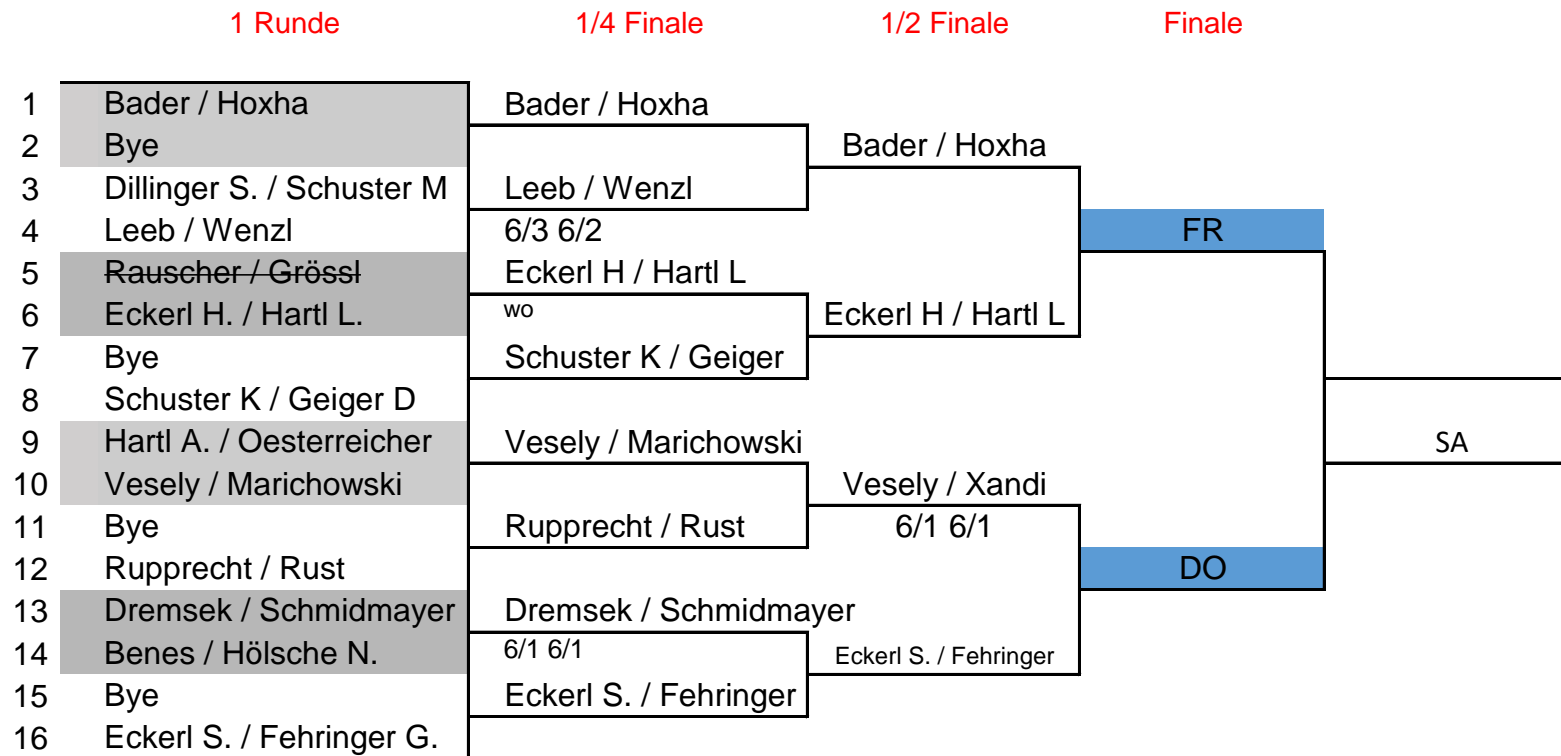 1 Runde 1/4 Finale 1/2 Finale Finale
1 Bader / Hoxha Bader / Hoxha
2 Bye Bader / Hoxha
3 Dillinger S. / Schuster M Leeb / Wenzl
4 Leeb / Wenzl 6/3 6/2 FR
5 Rauscher / Grössl Eckerl H / Hartl L
6 Eckerl H. / Hartl L. wo Eckerl H / Hartl L
7 Bye Schuster K / Geiger
8 Schuster K / Geiger D
9 Hartl A. / Oesterreicher Vesely / Marichowski SA
10 Vesely / Marichowski Vesely / Xandi
11 Bye Rupprecht / Rust 6/1 6/1
12 Rupprecht / Rust DO
13 Dremsek / Schmidmayer Dremsek / Schmidmayer
14 Benes / Hölsche N. 6/1 6/1 Eckerl S. / Fehringer
15 Bye Eckerl S. / Fehringer
16 Eckerl S. / Fehringer G.